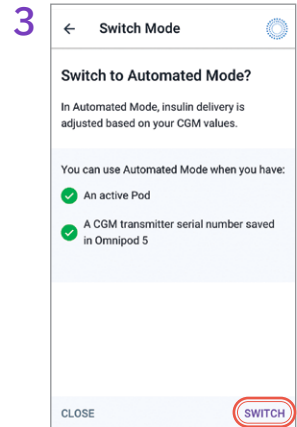 3
Switch Mode
Switch to Automated Mode?
In Automated Mode, insulin delivery is
adjusted based on your CGM values.
You can use Automated Mode when you have:
An active Pod
A CGM transmitter serial number saved
in Omnipod 5
CLOSE
SWITCH